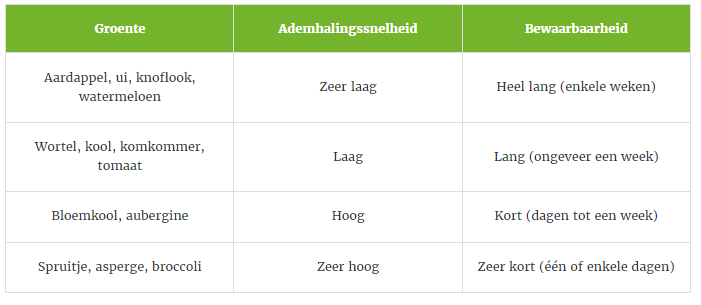 Groente Ademhalingssnelheid Bewaarbaarheid
Aardappel, ui, knoflook,
watermeloen
Zeer laag
Heel lang (enkele weken)
Wortel, kool, komkommer,
tomaat
Laag
Lang (ongeveer een week)
Bloemkool, aubergine
Hoog
Kort (dagen tot een week)
Spruitje, asperge, broccoli
Zeer hoog
Zeer kort (één of enkele dagen)